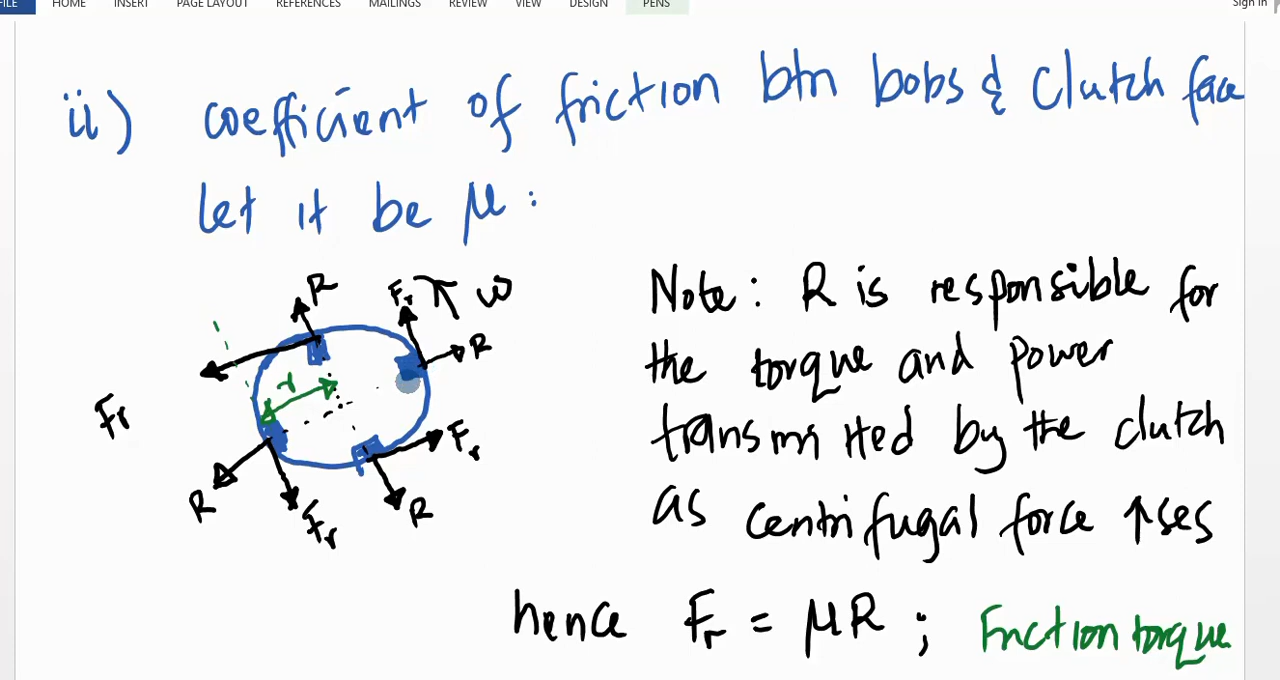 FILE HOME INSERT PAGE LAYOUT REFERENCES MAILINGS REVIEW VIEW DESIGN PENS Sign in
ii) coefficient of friction btn bobs & clutch face
let it be μ:
R Fr ω
R
r
Fr
Fr
R
Fr
R
Note: R is responsible for
the torque and power
transmitted by the clutch
as centrifugal force ↑ses
hence Fr = μR ; Friction torque